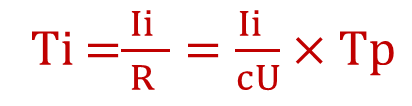 Ti = Ii/R = Ii/cU × Tp